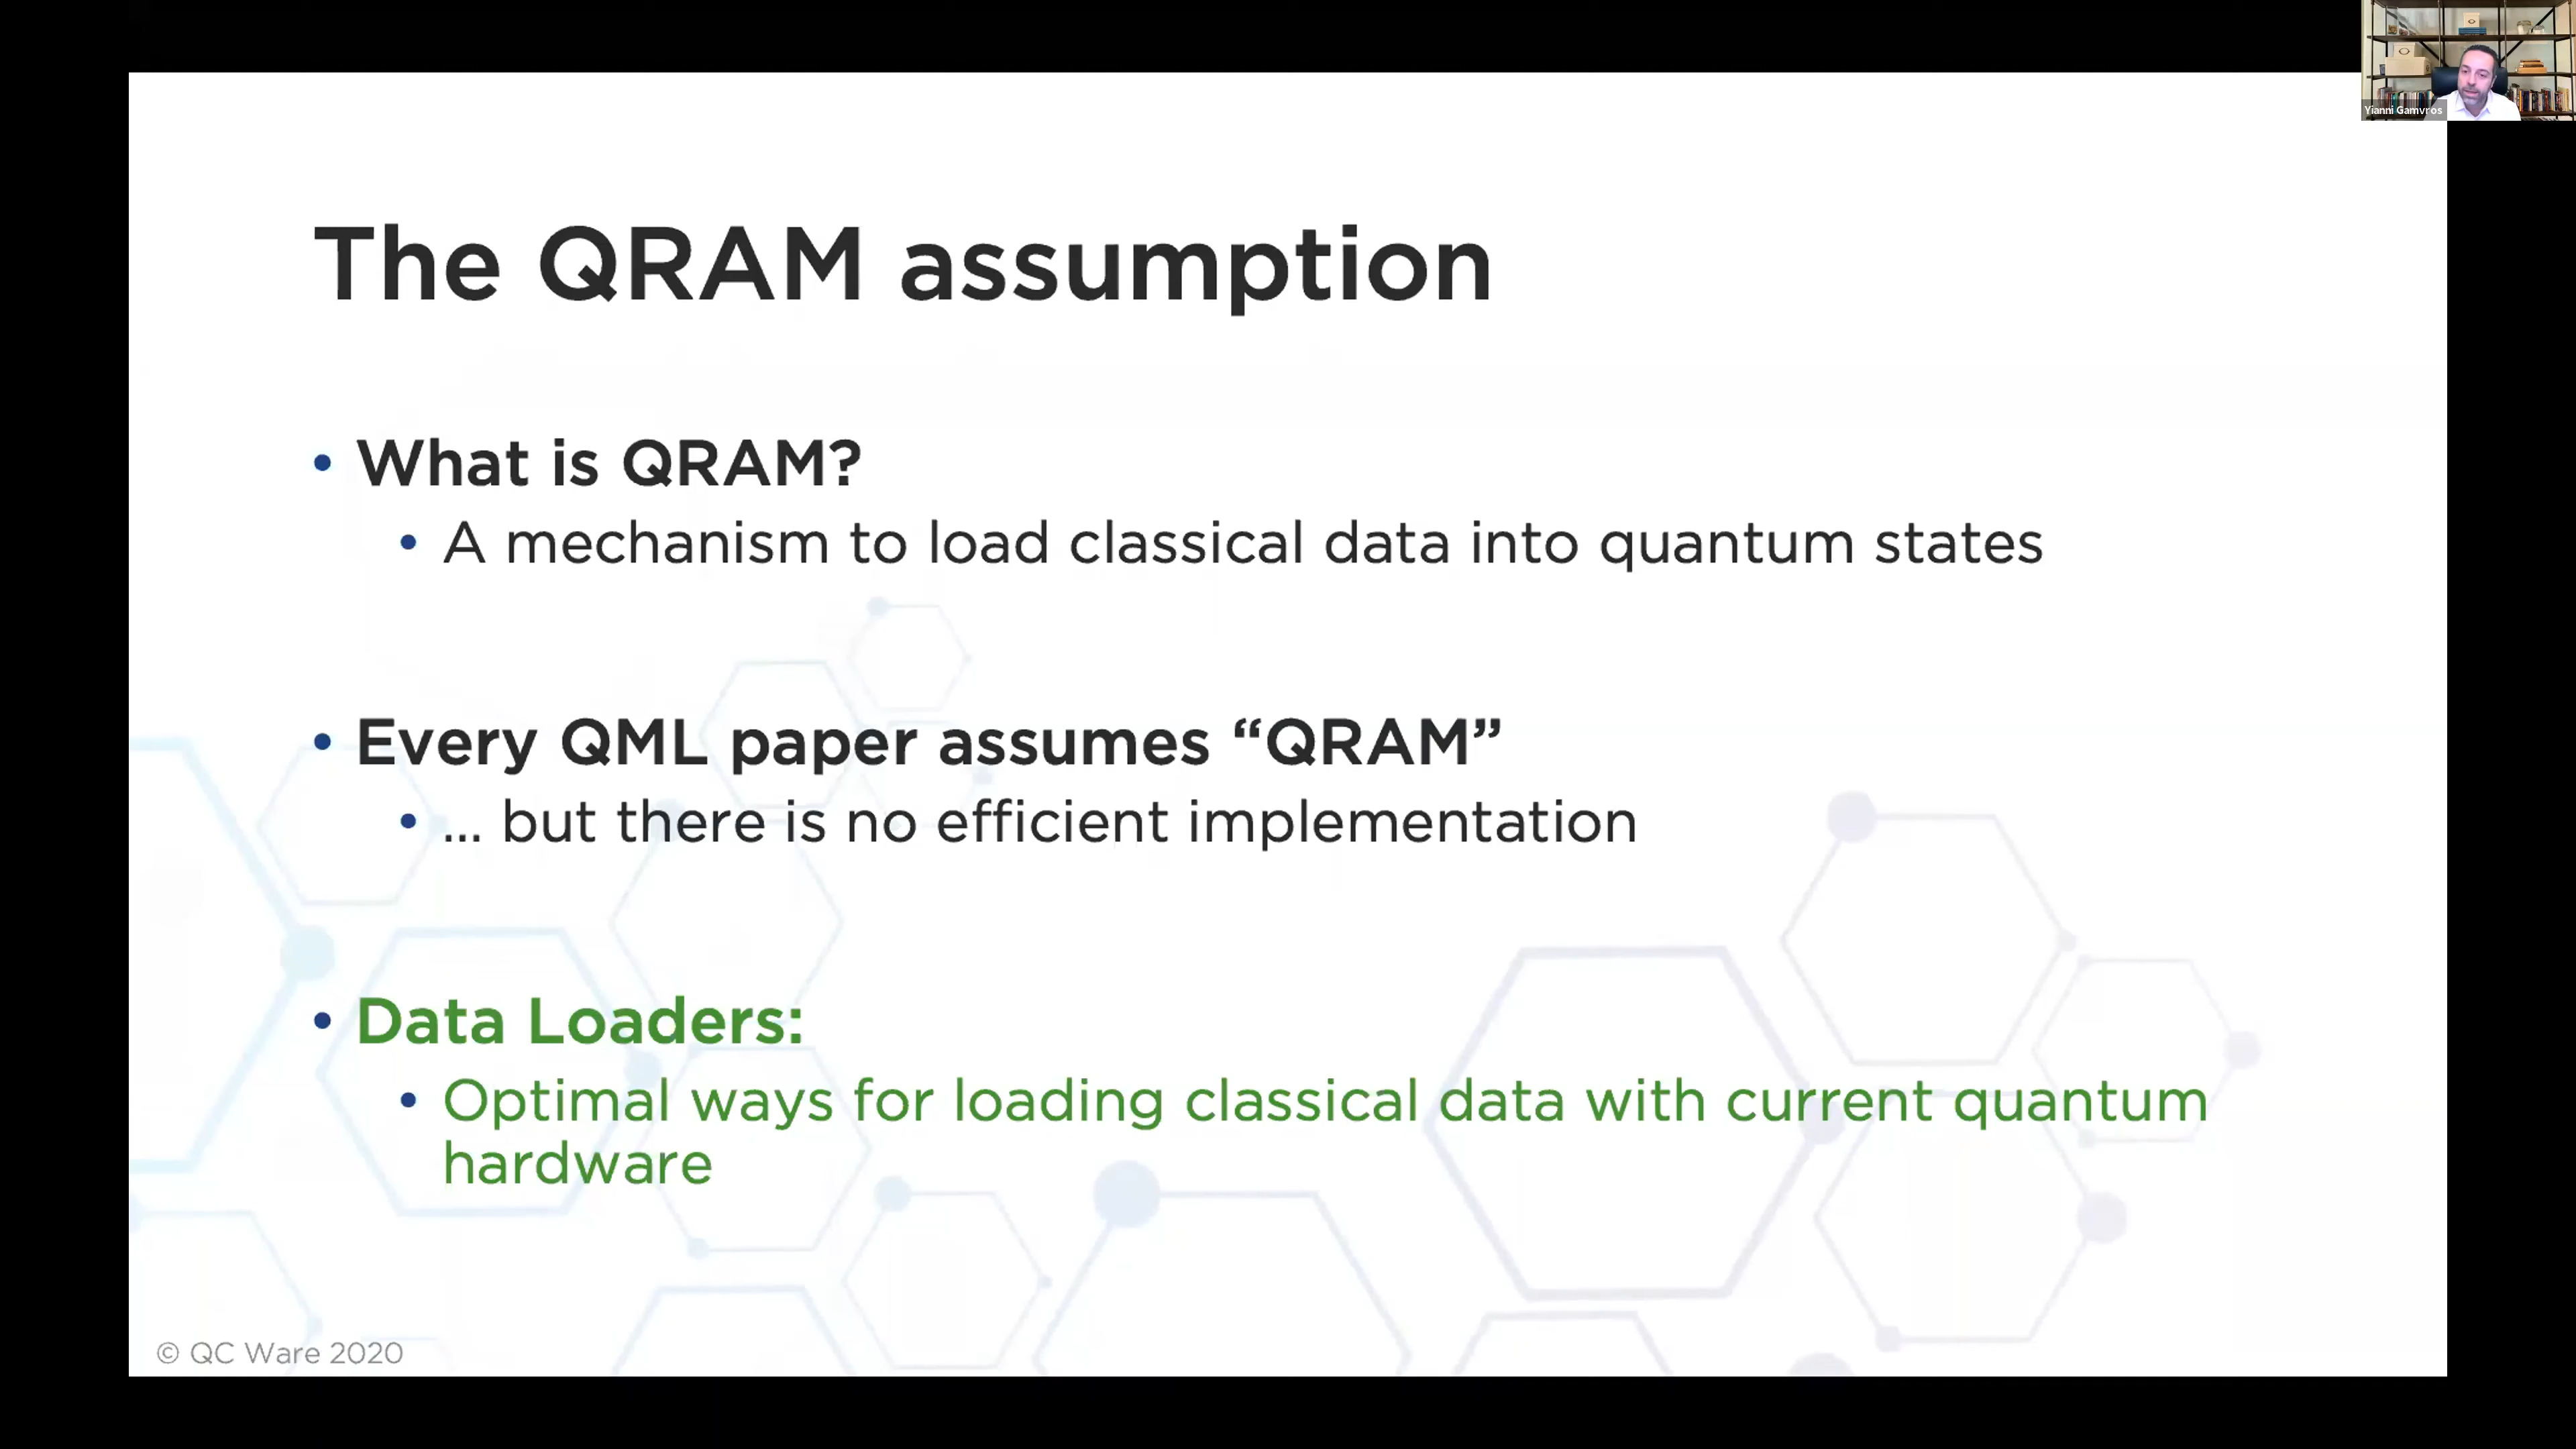 Yianni Gamvros
The QRAM assumption
• What is QRAM?
• A mechanism to load classical data into quantum states
• Every QML paper assumes “QRAM”
• ... but there is no efficient implementation
• Data Loaders:
• Optimal ways for loading classical data with current quantum
hardware
© QC Ware 2020